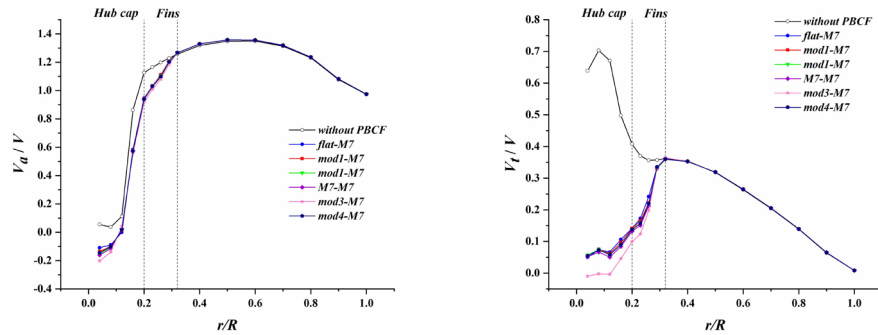 Hub cap Fins
1.4
1.2
1.0
0.8
0.6
0.4
0.2
0.0
-0.2
-0.4
V_a / V
without PBCF
flat-M7
mod1-M7
mod1-M7
M7-M7
mod3-M7
mod4-M7
0.0 0.2 0.4 0.6 0.8 1.0
r/R
Hub cap Fins
0.8
0.7
0.6
0.5
0.4
0.3
0.2
0.1
0.0
V_t / V
without PBCF
flat-M7
mod1-M7
mod1-M7
M7-M7
mod3-M7
mod4-M7
0.0 0.2 0.4 0.6 0.8 1.0
r/R